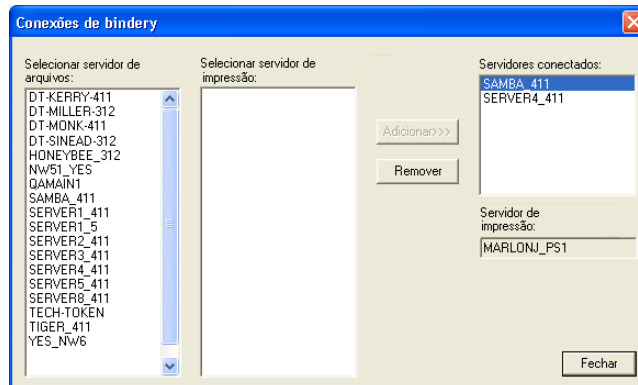 Conexões de bindery
Selecionar servidor de
arquivos:
DT-KERRY-411
DT-MILLER-312
DT-MONK-411
DT-SINEAD-312
HONEYBEE_312
NW51_YES
QAMAIN1
SAMBA_411
SERVER1_411
SERVER1_5
SERVER2_411
SERVER3_411
SERVER4_411
SERVER5_411
SERVER8_411
TECH-TOKEN
TIGER_411
YES_NW6
Selecionar servidor de
impressão:
Adicionar>>>
Remover
Servidores conectados:
SAMBA_411
SERVER4_411
Servidor de
impressão:
MARLONJ_PS1
Fechar